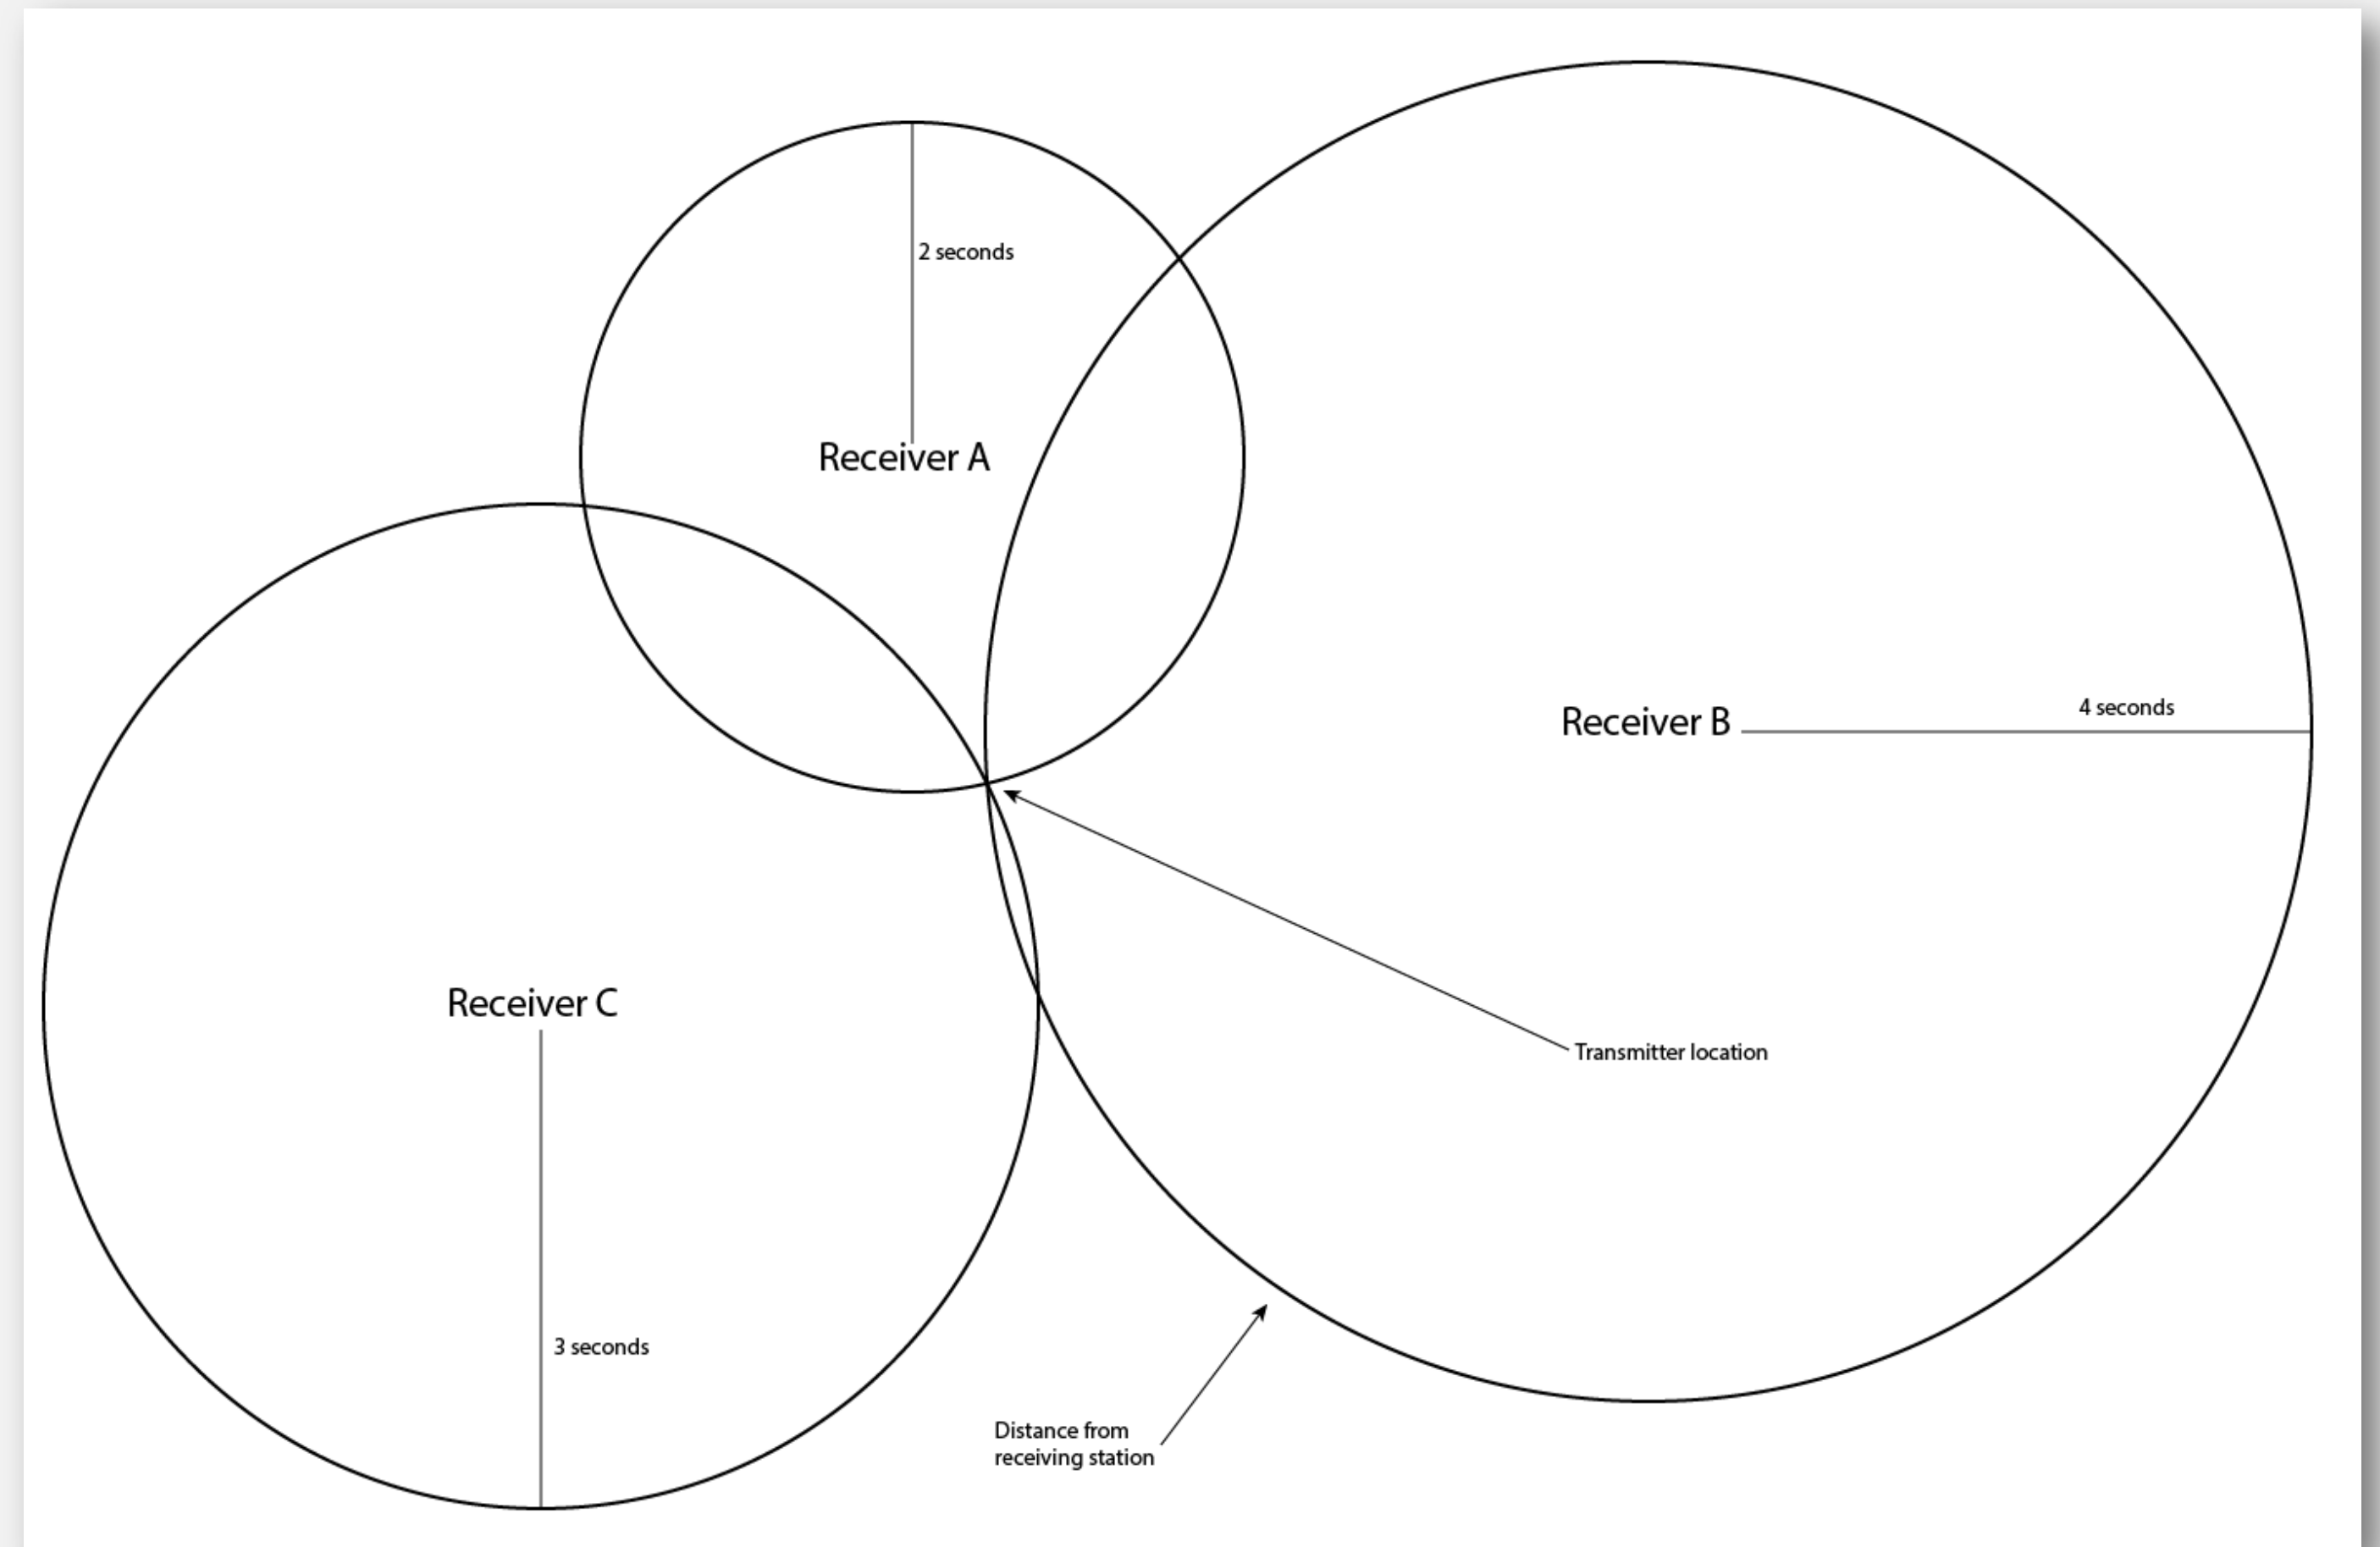 2 seconds
Receiver A
4 seconds
Receiver B
Receiver C
Transmitter location
3 seconds
Distance from
receiving station